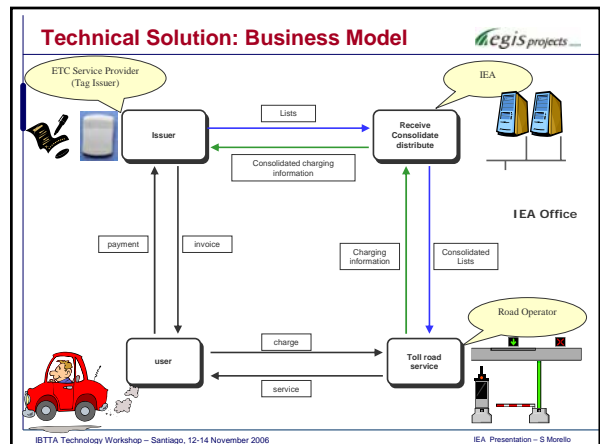 Technical Solution: Business Model
egis projects
ETC Service Provider
(Tag Issuer)
IEA
Issuer
Lists
Receive
Consolidate
distribute
Consolidated charging
information
IEA Office
payment
invoice
Charging
information
Consolidated
Lists
Road Operator
user
charge
service
Toll road
service
IBTTA Technology Workshop – Santiago, 12-14 November 2006
IEA Presentation – S Morello